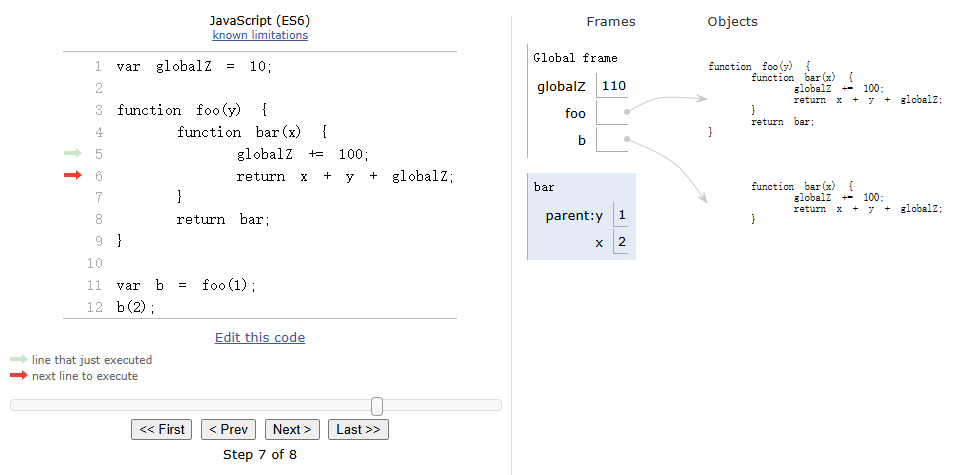 JavaScript (ES6)
known limitations
1 var globalZ = 10;
2
3 function foo(y) {
4 function bar(x) {
5 globalZ += 100;
6 return x + y + globalZ;
7 }
8 return bar;
9 }
10
11 var b = foo(1);
12 b(2);
Edit this code
line that just executed
next line to execute
<< First < Prev Next > Last >>
Step 7 of 8
Frames Objects
Global frame
globalZ 110
foo
b
bar
parent:y 1
x 2
function foo(y) {
function bar(x) {
globalZ += 100;
return x + y + globalZ;
}
return bar;
}
function bar(x) {
globalZ += 100;
return x + y + globalZ;
}